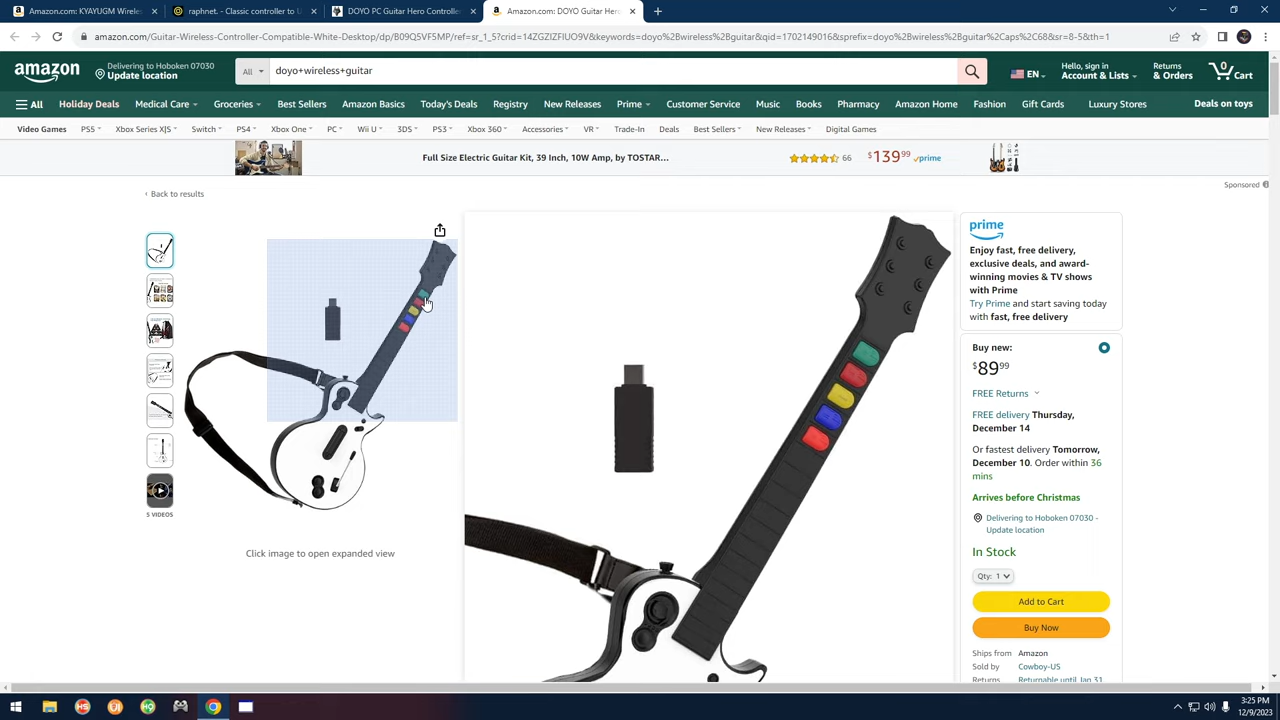 Amazon.com: KYAYUGM Wireles
raphnet. - Classic controller to U
DOYO PC Guitar Hero Controller
Amazon.com: DOYO Guitar Hero
amazon.com/Guitar-Wireless-Controller-Compatible-White-Desktop/dp/B09Q5VF5MP/ref=sr_1_5?crid=14ZGZIZFIUO9V&keywords=doyo%2Bwireless%2Bguitar&qid=1702149016&sprefix=doyo%2Bwireless%2Bguitar%2Caps%2C68&sr=8-5&th=1
amazon
Delivering to Hoboken 07030
Update location
All
doyo+wireless+guitar
EN
Hello, sign in
Account & Lists
Returns
& Orders
0
Cart
All
Holiday Deals
Medical Care
Groceries
Best Sellers
Amazon Basics
Today's Deals
Registry
New Releases
Prime
Customer Service
Music
Books
Pharmacy
Amazon Home
Fashion
Gift Cards
Luxury Stores
Deals on toys
Video Games
PS5
Xbox Series X|S
Switch
PS4
Xbox One
PC
Wii U
3DS
PS3
Xbox 360
Accessories
VR
Trade-In
Deals
Best Sellers
New Releases
Digital Games
Full Size Electric Guitar Kit, 39 Inch, 10W Amp, by TOSTAR...
66
$139.99
prime
Sponsored
‹ Back to results
5 VIDEOS
Click image to open expanded view
prime
Enjoy fast, free delivery,
exclusive deals, and award-
winning movies & TV shows
with Prime
Try Prime and start saving today
with fast, free delivery
Buy new:
$89.99
FREE Returns
FREE delivery Thursday,
December 14
Or fastest delivery Tomorrow,
December 10. Order within 36
mins
Arrives before Christmas
Delivering to Hoboken 07030 -
Update location
In Stock
Qty: 1
Add to Cart
Buy Now
Ships from Amazon
Sold by Cowboy-US
Returns Returnable until Jan 31
3:25 PM
12/9/2023